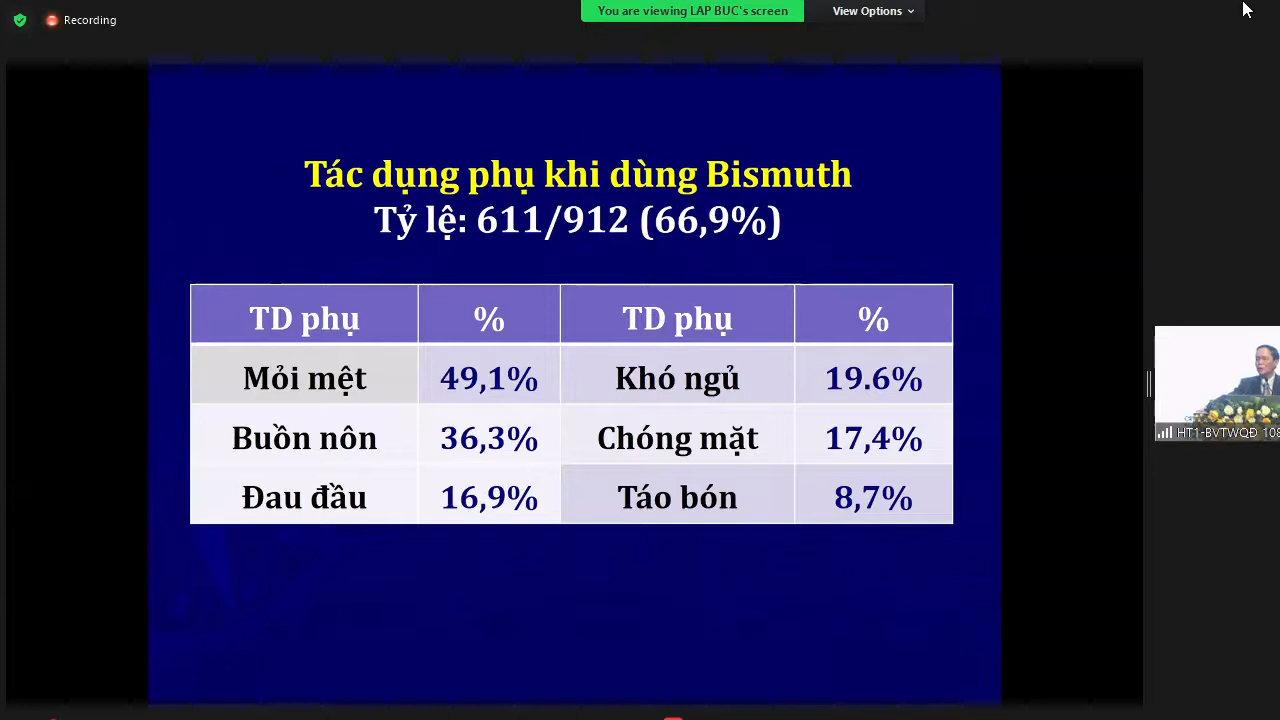 Recording
You are viewing LAP BUC's screen
View Options
Tác dụng phụ khi dùng Bismuth
Tỷ lệ: 611/912 (66,9%)
TD phụ % TD phụ %
Mỏi mệt 49,1% Khó ngủ 19.6%
Buồn nôn 36,3% Chóng mặt 17,4%
Đau đầu 16,9% Táo bón 8,7%
HT1-BVTWQĐ 108